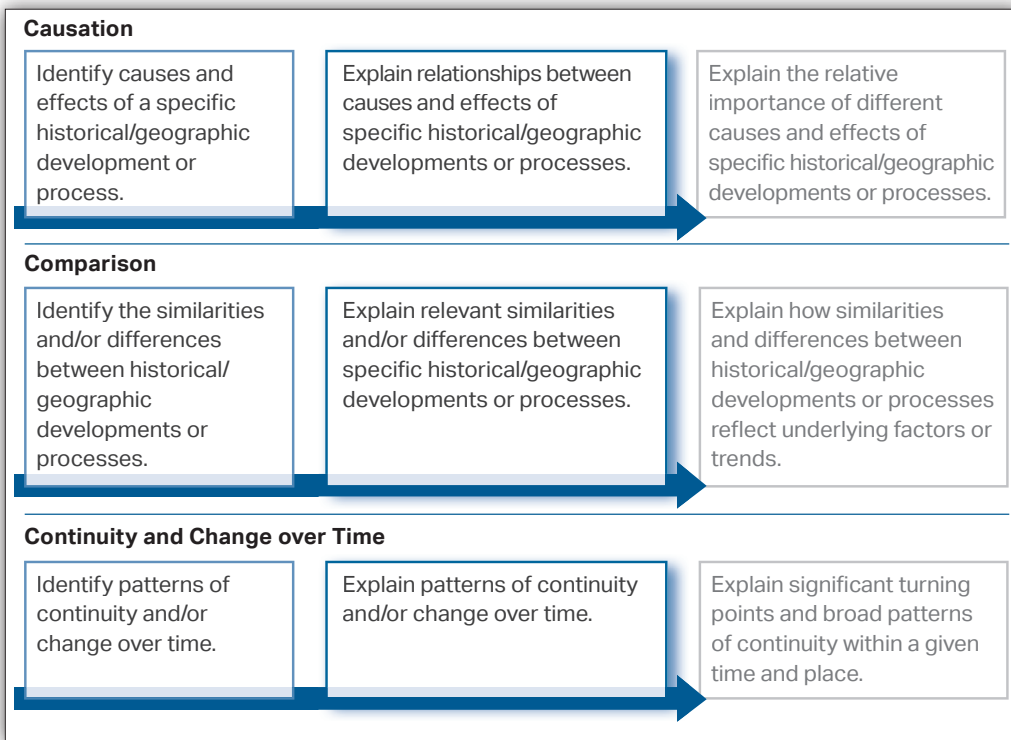 Causation
Identify causes and
effects of a specific
historical/geographic
development or
process.
Explain relationships between
causes and effects of
specific historical/geographic
developments or processes.
Explain the relative
importance of different
causes and effects of
specific historical/geographic
developments or processes.
Comparison
Identify the similarities
and/or differences
between historical/
geographic
developments or
processes.
Explain relevant similarities
and/or differences between
specific historical/geographic
developments or processes.
Explain how similarities
and differences between
historical/geographic
developments or processes
reflect underlying factors or
trends.
Continuity and Change over Time
Identify patterns of
continuity and/or
change over time.
Explain patterns of continuity
and/or change over time.
Explain significant turning
points and broad patterns
of continuity within a given
time and place.